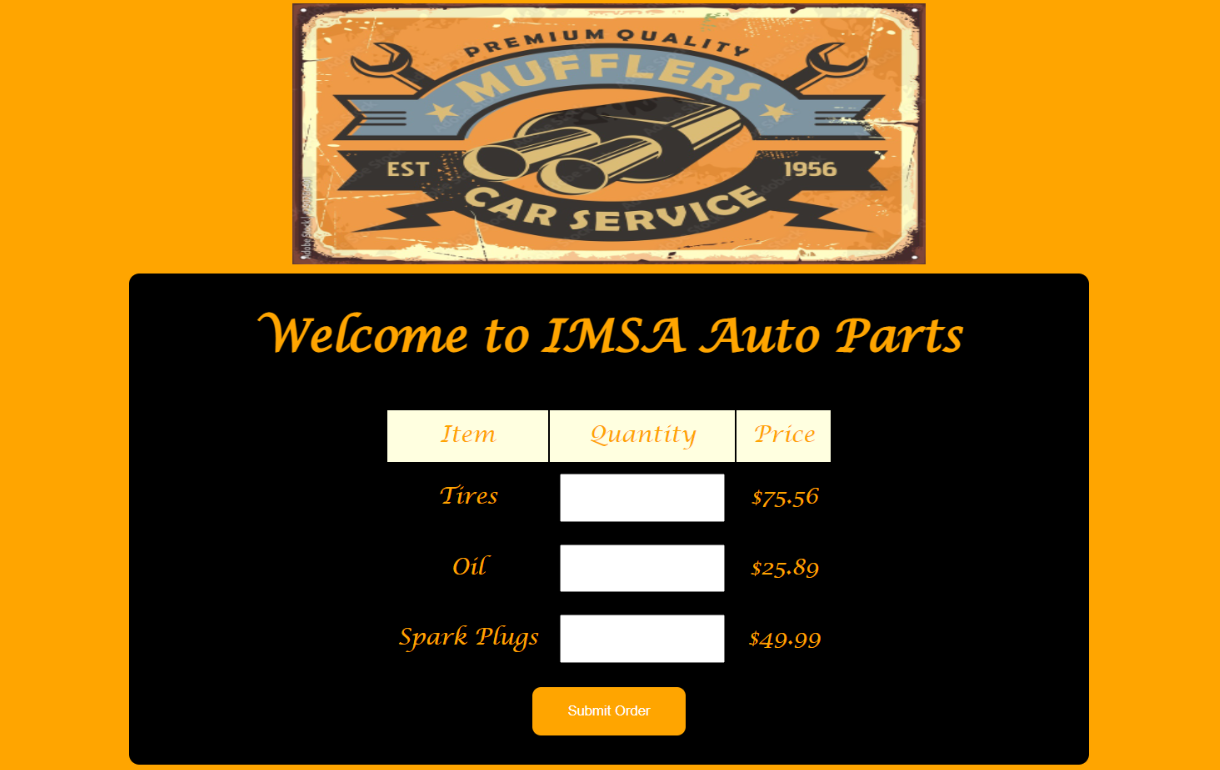 PREMIUM QUALITY
MUFFLERS
EST 1956
CAR SERVICE
Welcome to IMSA Auto Parts
Item Quantity Price
Tires $75.56
Oil $25.89
Spark Plugs $49.99
Submit Order